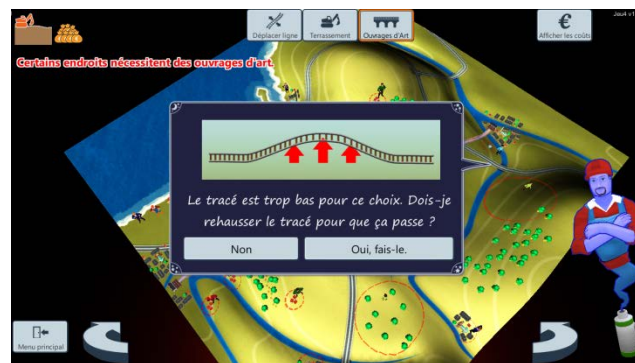 Déplacer ligne
Terrassement
Ouvrages d'Art
Afficher les coûts
Certains endroits nécessitent des ouvrages d'art.
Le tracé est trop bas pour ce choix. Dois-je
rehausser le tracé pour que ça passe ?
Non
Oui, fais-le.
Menu principal